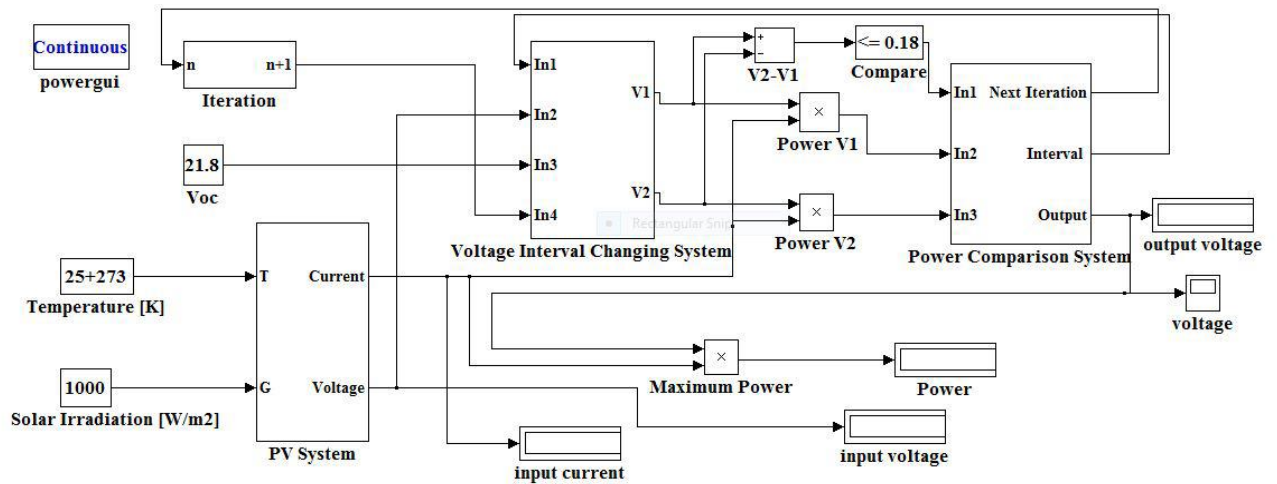 Continuous
powergui
n n+1
Iteration
21.8
Voc
25+273
Temperature [K]
1000
Solar Irradiation [W/m2]
T Current
G Voltage
PV System
In1
In2
In3
In4
V1
V2
Voltage Interval Changing System
Rectangular Snip
+
−
V2-V1
<= 0.18
Compare
×
Power V1
×
Power V2
In1 Next Iteration
In2 Interval
In3 Output
Power Comparison System
output voltage
voltage
×
Maximum Power
Power
input voltage
input current